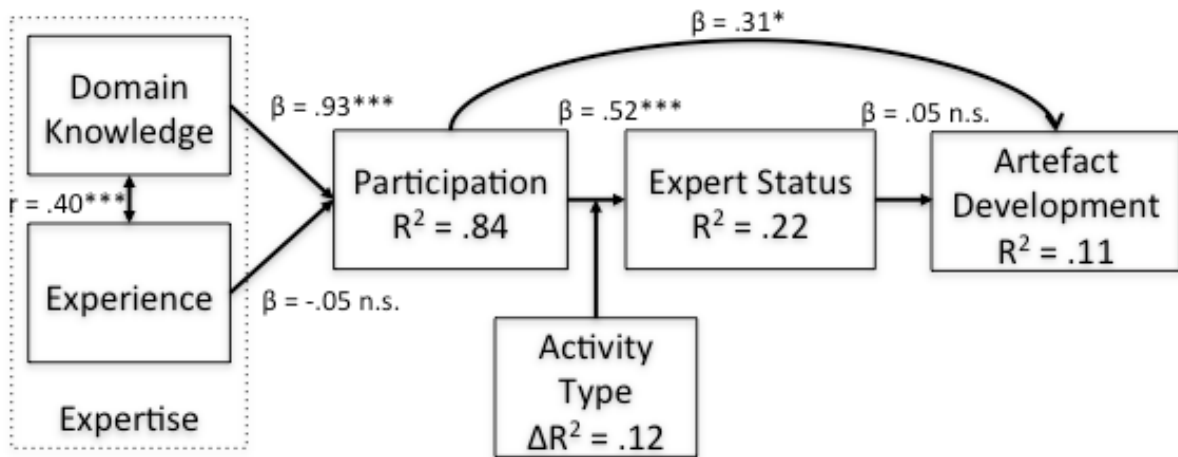 Domain
Knowledge
r = .40***
Experience
Expertise
β = .93***
β = -.05 n.s.
Participation
R² = .84
β = .31*
β = .52***
Expert Status
R² = .22
Activity
Type
ΔR² = .12
β = .05 n.s.
Artefact
Development
R² = .11